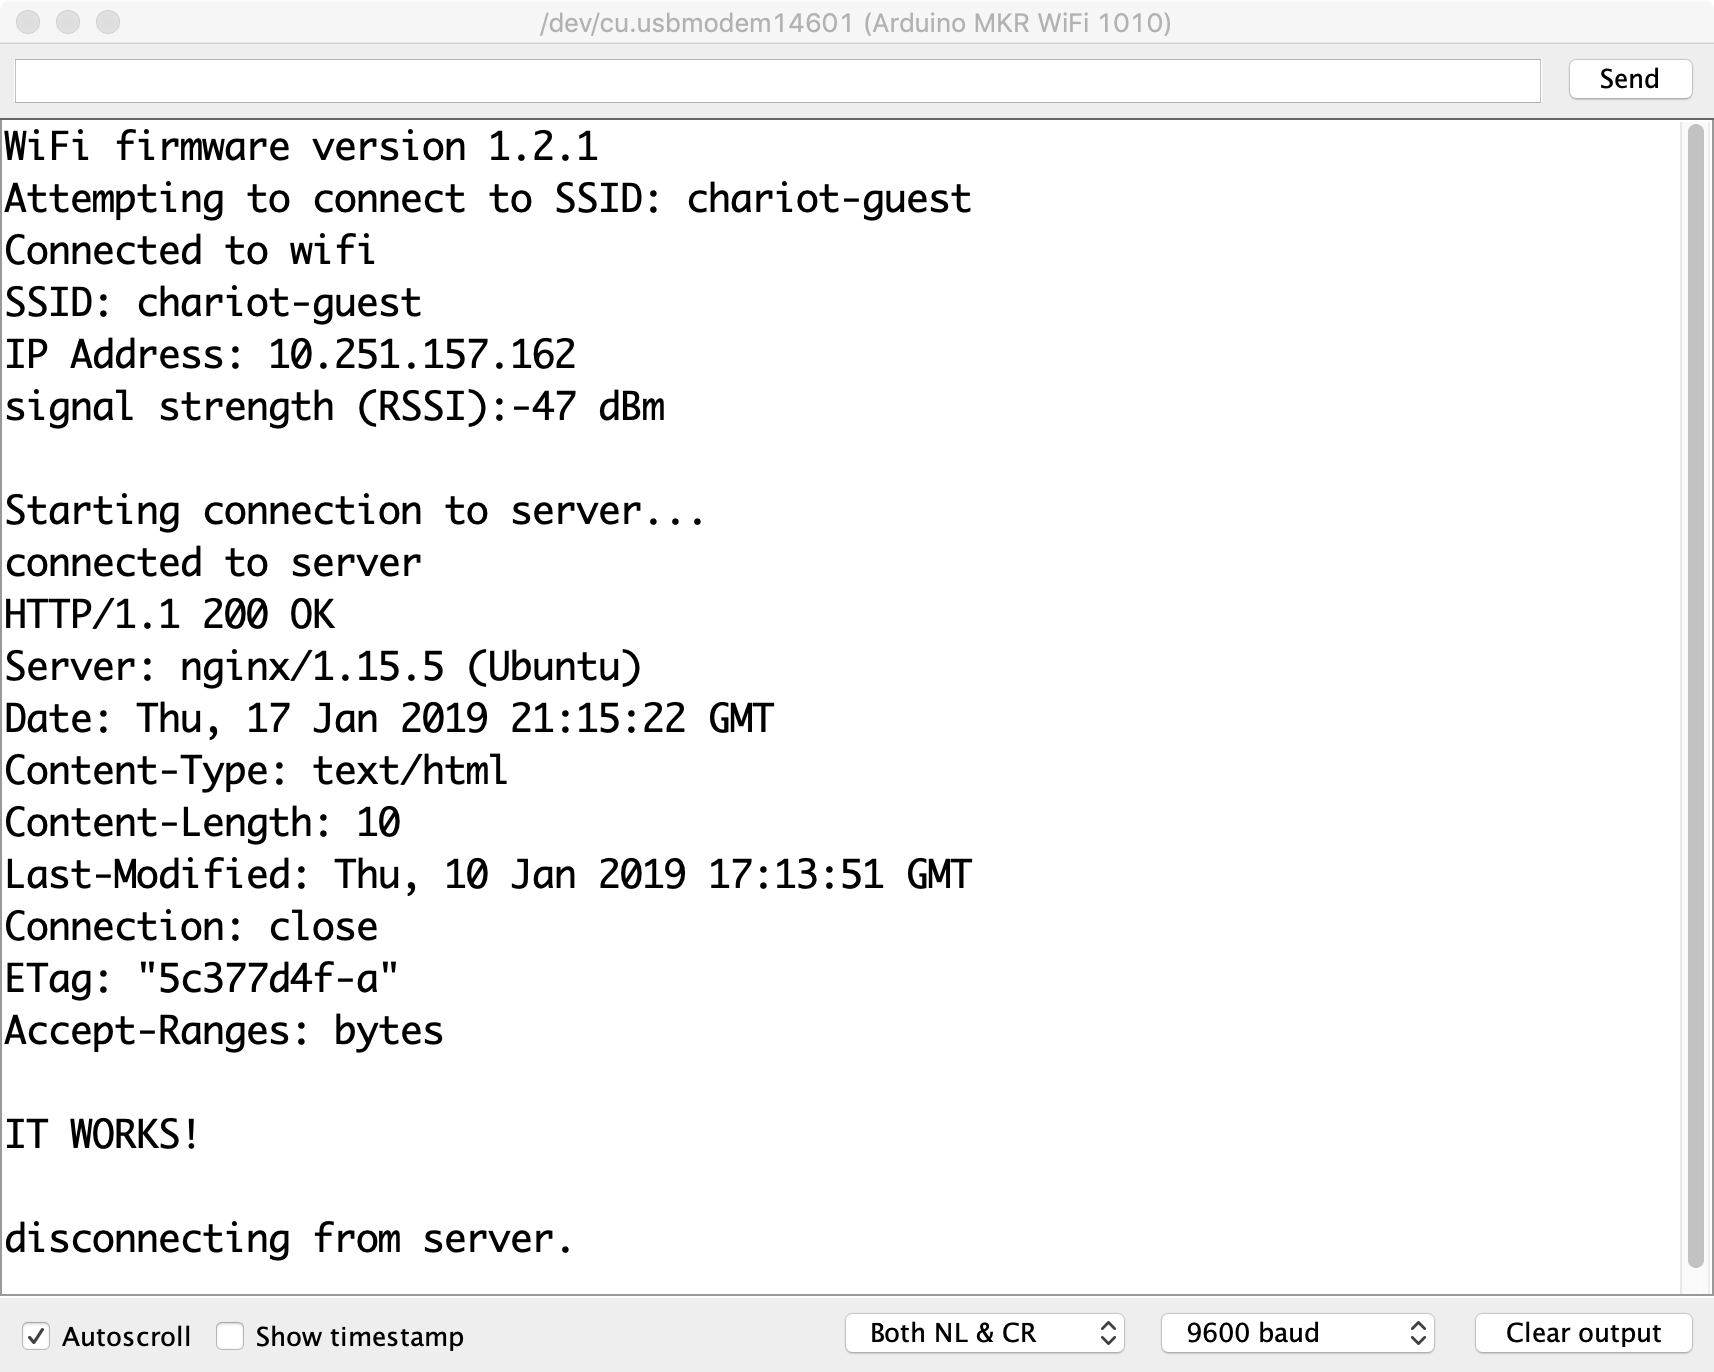 /dev/cu.usbmodem14601 (Arduino MKR WiFi 1010)
Send
WiFi firmware version 1.2.1
Attempting to connect to SSID: chariot-guest
Connected to wifi
SSID: chariot-guest
IP Address: 10.251.157.162
signal strength (RSSI):-47 dBm
Starting connection to server...
connected to server
HTTP/1.1 200 OK
Server: nginx/1.15.5 (Ubuntu)
Date: Thu, 17 Jan 2019 21:15:22 GMT
Content-Type: text/html
Content-Length: 10
Last-Modified: Thu, 10 Jan 2019 17:13:51 GMT
Connection: close
ETag: "5c377d4f-a"
Accept-Ranges: bytes
IT WORKS!
disconnecting from server.
Autoscroll Show timestamp Both NL & CR 9600 baud Clear output